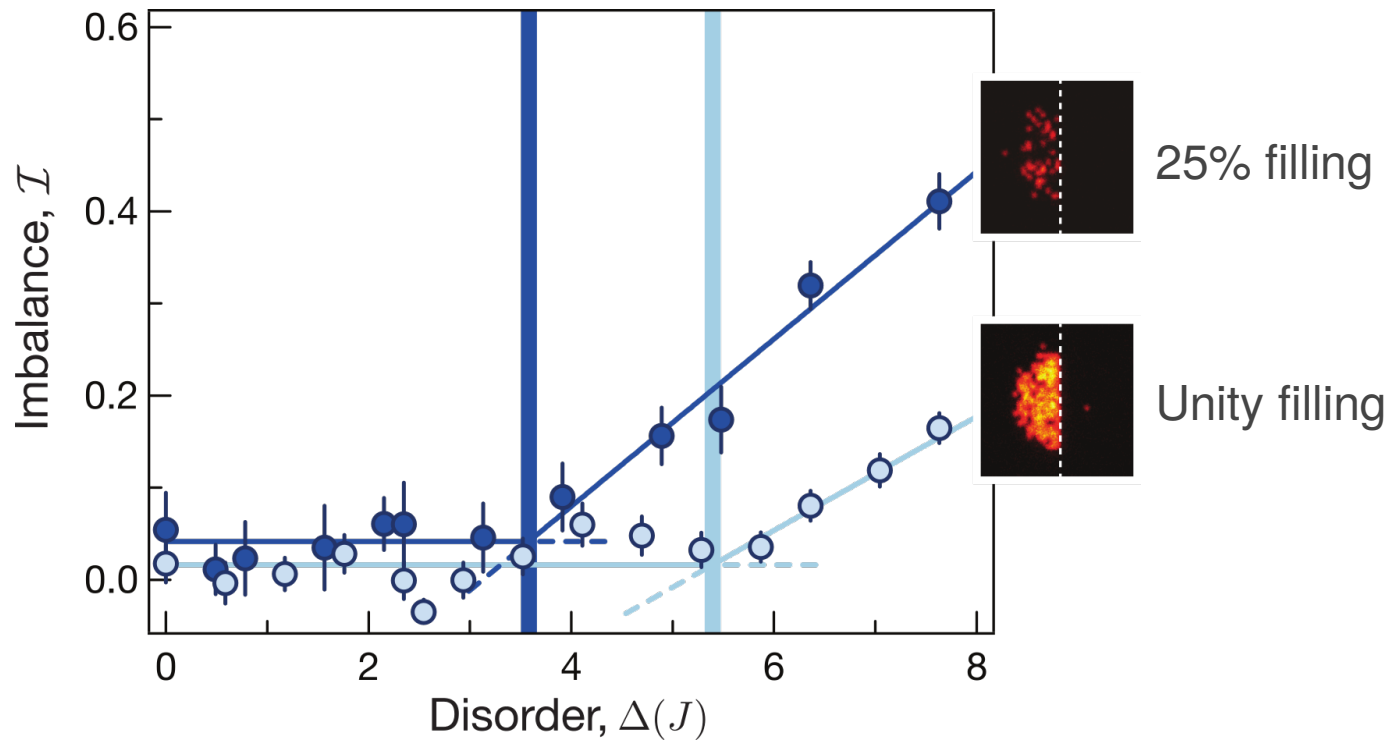 0.6
0.4
0.2
0.0
Imbalance, ℐ
0
2
4
6
8
Disorder, Δ(J)
25% filling
Unity filling